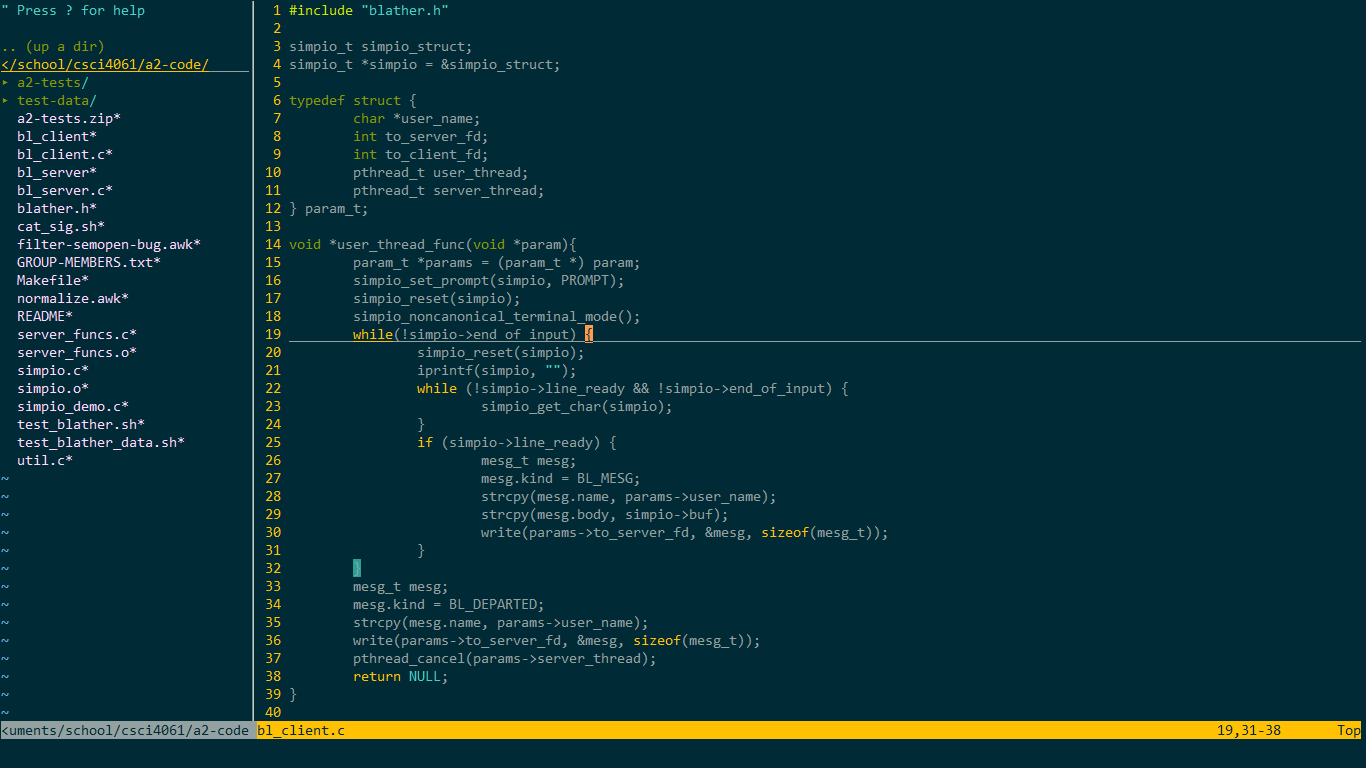 " Press ? for help
.. (up a dir)
</school/csci4061/a2-code/
▸ a2-tests/
▸ test-data/
a2-tests.zip*
bl_client*
bl_client.c*
bl_server*
bl_server.c*
blather.h*
cat_sig.sh*
filter-semopen-bug.awk*
GROUP-MEMBERS.txt*
Makefile*
normalize.awk*
README*
server_funcs.c*
server_funcs.o*
simpio.c*
simpio.o*
simpio_demo.c*
test_blather.sh*
test_blather_data.sh*
util.c*
~
~
~
~
~
~
~
~
~
~
~
~
~
~
<uments/school/csci4061/a2-code
1 #include "blather.h"
2
3 simpio_t simpio_struct;
4 simpio_t *simpio = &simpio_struct;
5
6 typedef struct {
7         char *user_name;
8         int to_server_fd;
9         int to_client_fd;
10         pthread_t user_thread;
11         pthread_t server_thread;
12 } param_t;
13
14 void *user_thread_func(void *param){
15         param_t *params = (param_t *) param;
16         simpio_set_prompt(simpio, PROMPT);
17         simpio_reset(simpio);
18         simpio_noncanonical_terminal_mode();
19         while(!simpio->end_of_input) {
20                 simpio_reset(simpio);
21                 iprintf(simpio, "");
22                 while (!simpio->line_ready && !simpio->end_of_input) {
23                         simpio_get_char(simpio);
24                 }
25                 if (simpio->line_ready) {
26                         mesg_t mesg;
27                         mesg.kind = BL_MESG;
28                         strcpy(mesg.name, params->user_name);
29                         strcpy(mesg.body, simpio->buf);
30                         write(params->to_server_fd, &mesg, sizeof(mesg_t));
31                 }
32         }
33         mesg_t mesg;
34         mesg.kind = BL_DEPARTED;
35         strcpy(mesg.name, params->user_name);
36         write(params->to_server_fd, &mesg, sizeof(mesg_t));
37         pthread_cancel(params->server_thread);
38         return NULL;
39 }
40
bl_client.c 19,31-38 Top